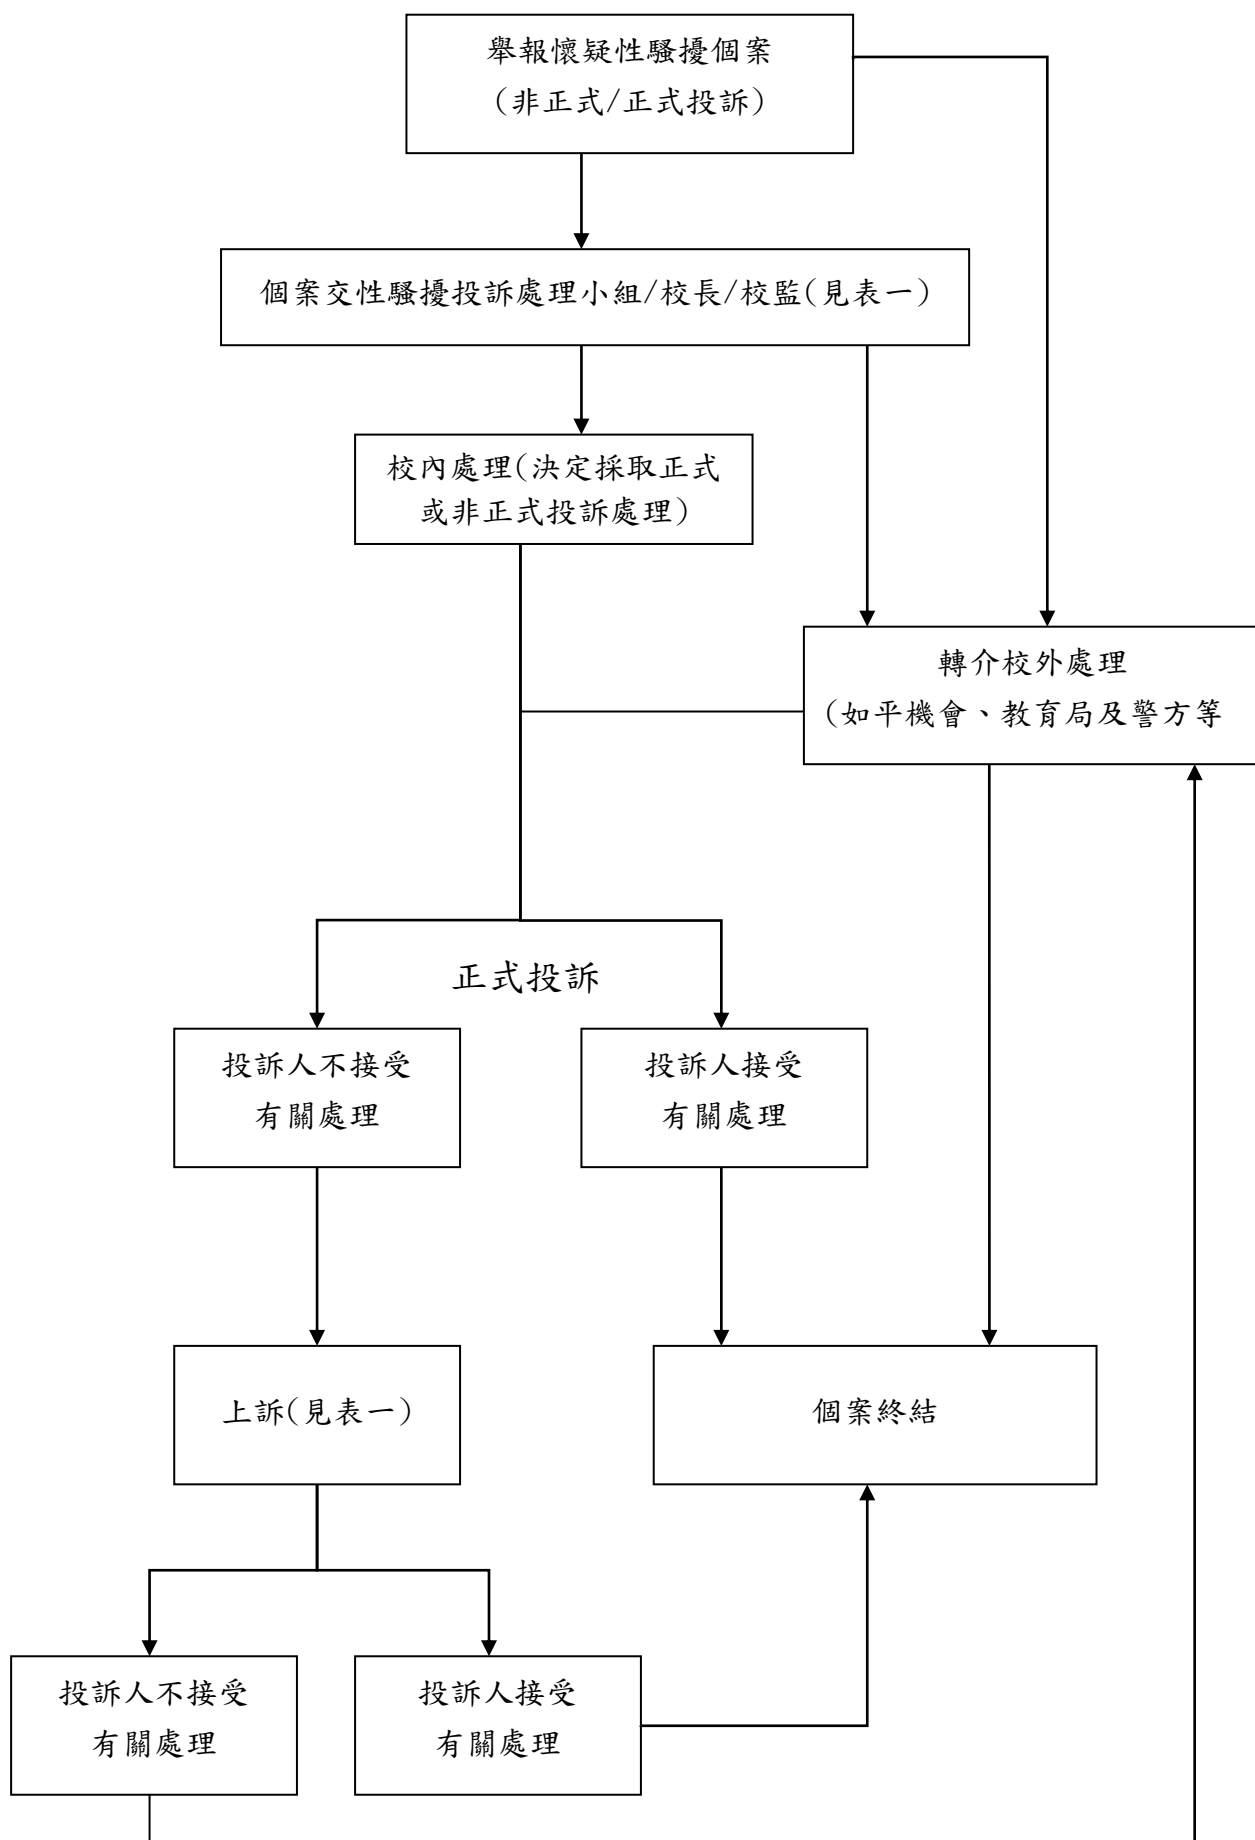 舉報懷疑性騷擾個案
(非正式/正式投訴)
個案交性騷擾投訴處理小組/校長/校監(見表一)
校內處理(決定採取正式
或非正式投訴處理)
轉介校外處理
(如平機會、教育局及警方等
正式投訴
投訴人不接受
有關處理
投訴人接受
有關處理
上訴(見表一)
個案終結
投訴人不接受
有關處理
投訴人接受
有關處理